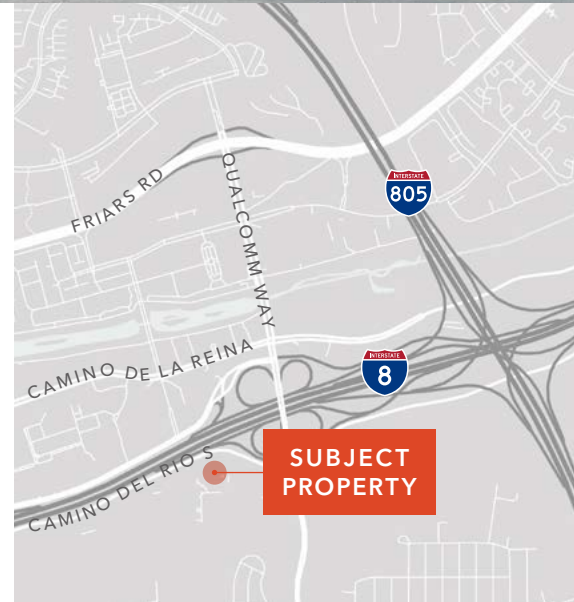 FRIARS RD
QUALCOMM WAY
INTERSTATE
805
CAMINO DE LA REINA
INTERSTATE
8
CAMINO DEL RIO S
SUBJECT
PROPERTY